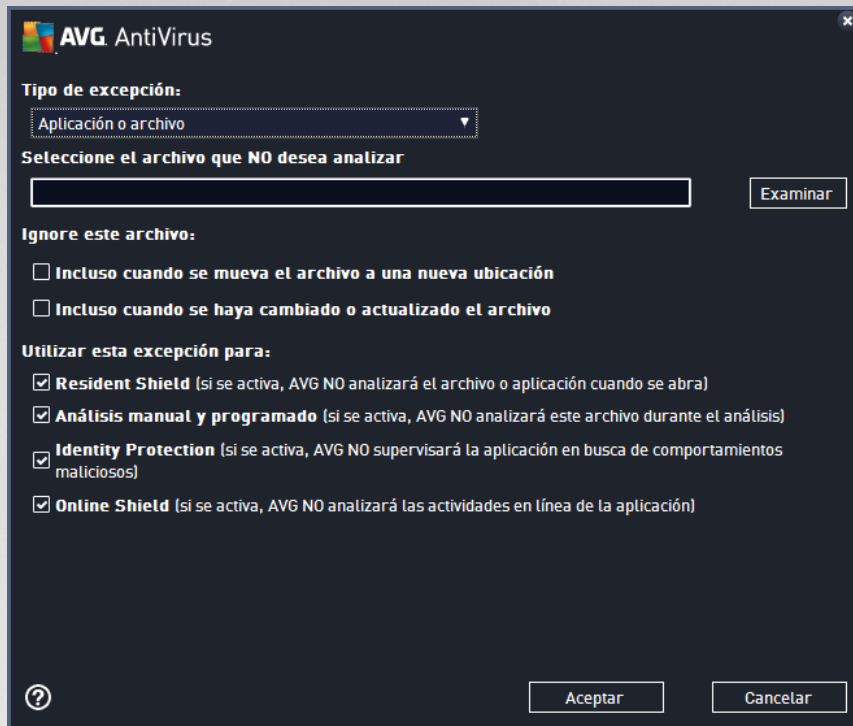 AVG. AntiVirus
Tipo de excepción:
Aplicación o archivo
Seleccione el archivo que NO desea analizar
Examinar
Ignore este archivo:
Incluso cuando se mueva el archivo a una nueva ubicación
Incluso cuando se haya cambiado o actualizado el archivo
Utilizar esta excepción para:
Resident Shield (si se activa, AVG NO analizará el archivo o aplicación cuando se abra)
Análisis manual y programado (si se activa, AVG NO analizará este archivo durante el análisis)
Identity Protection (si se activa, AVG NO supervisará la aplicación en busca de comportamientos
maliciosos)
Online Shield (si se activa, AVG NO analizará las actividades en línea de la aplicación)
?
Aceptar
Cancelar